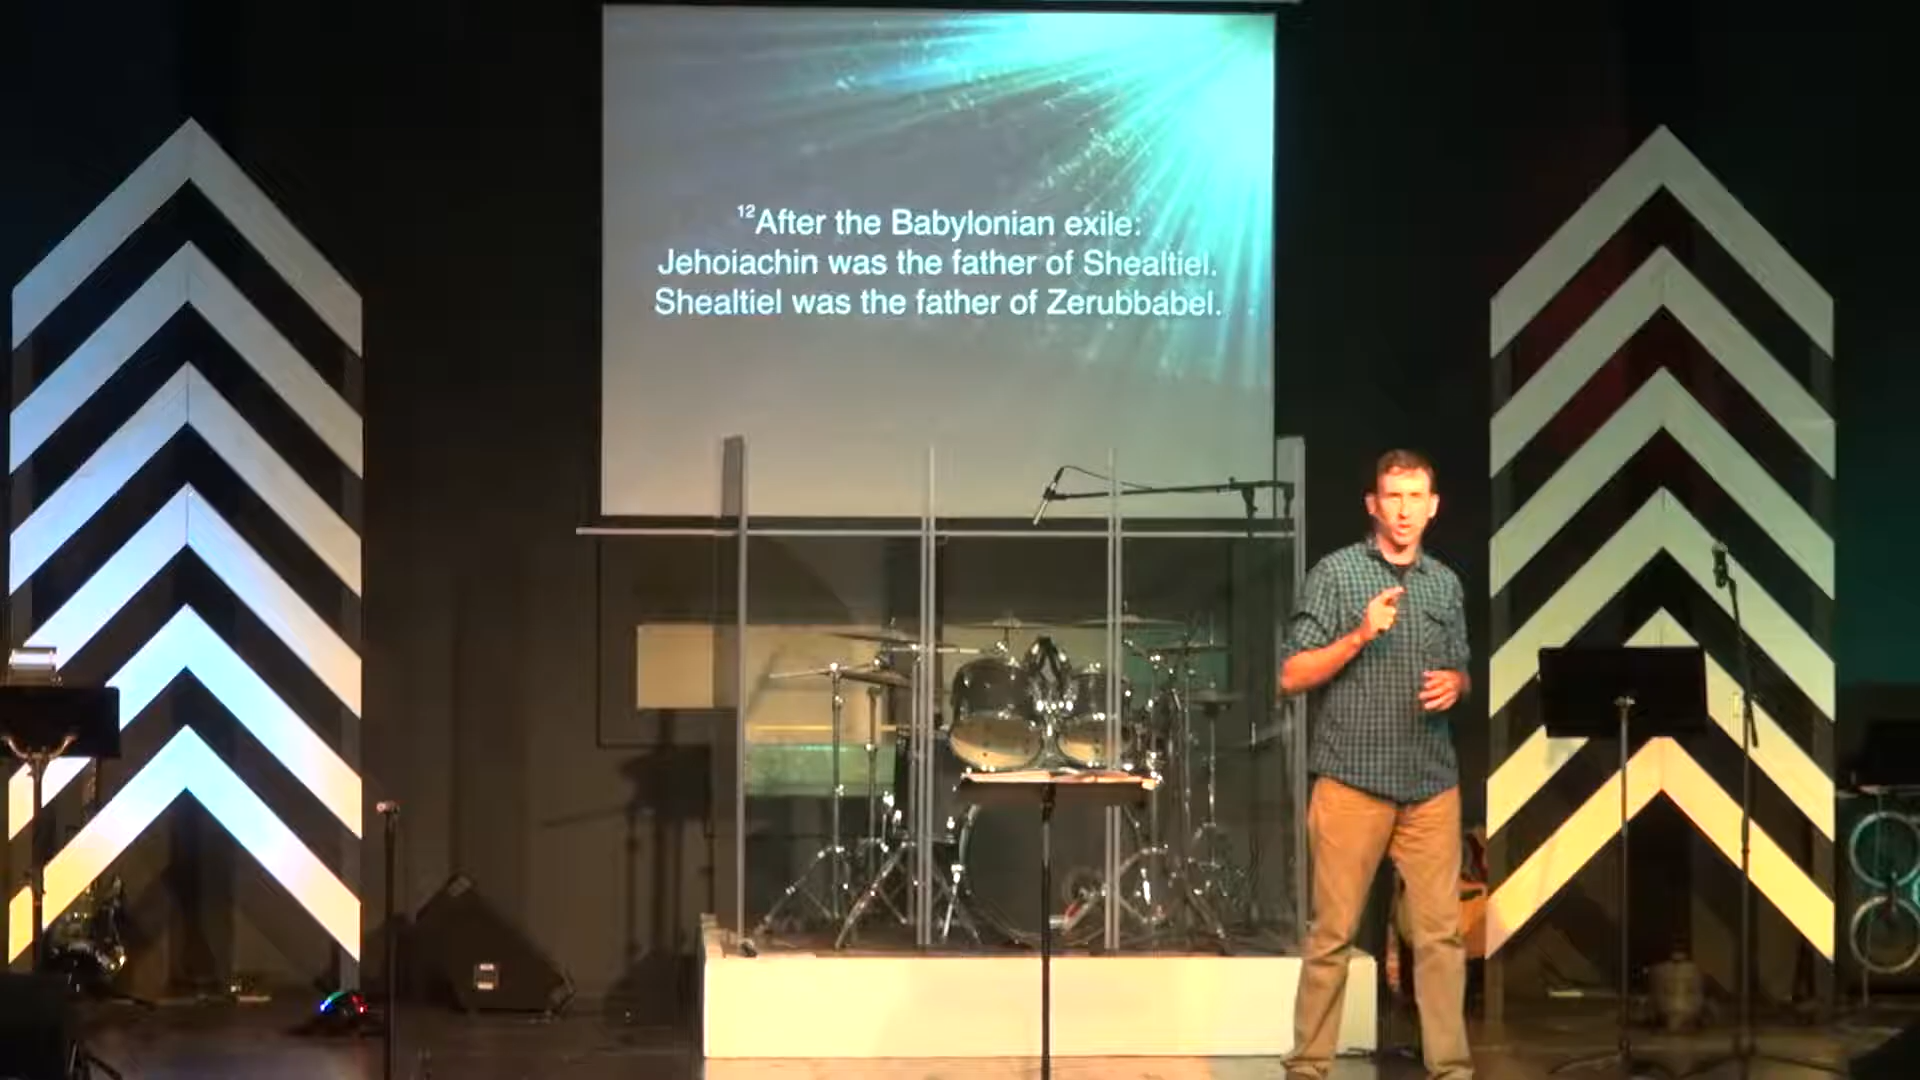 12After the Babylonian exile:
Jehoiachin was the father of Shealtiel.
Shealtiel was the father of Zerubbabel.